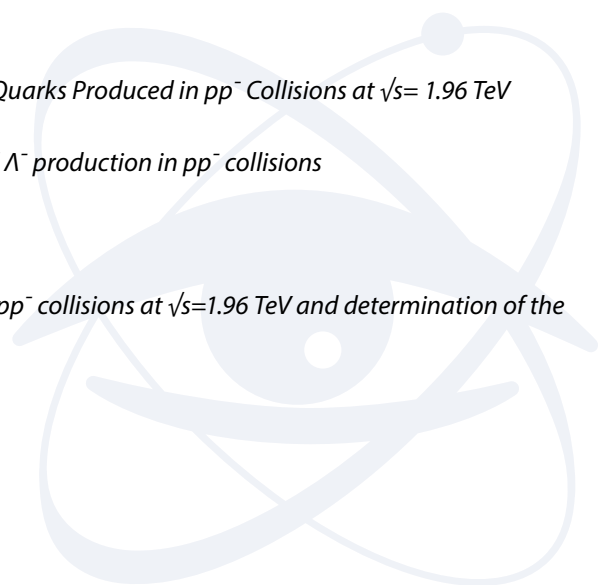 Quarks Produced in pp¯ Collisions at √s= 1.96 TeV
Λ¯ production in pp¯ collisions
pp¯ collisions at √s=1.96 TeV and determination of the